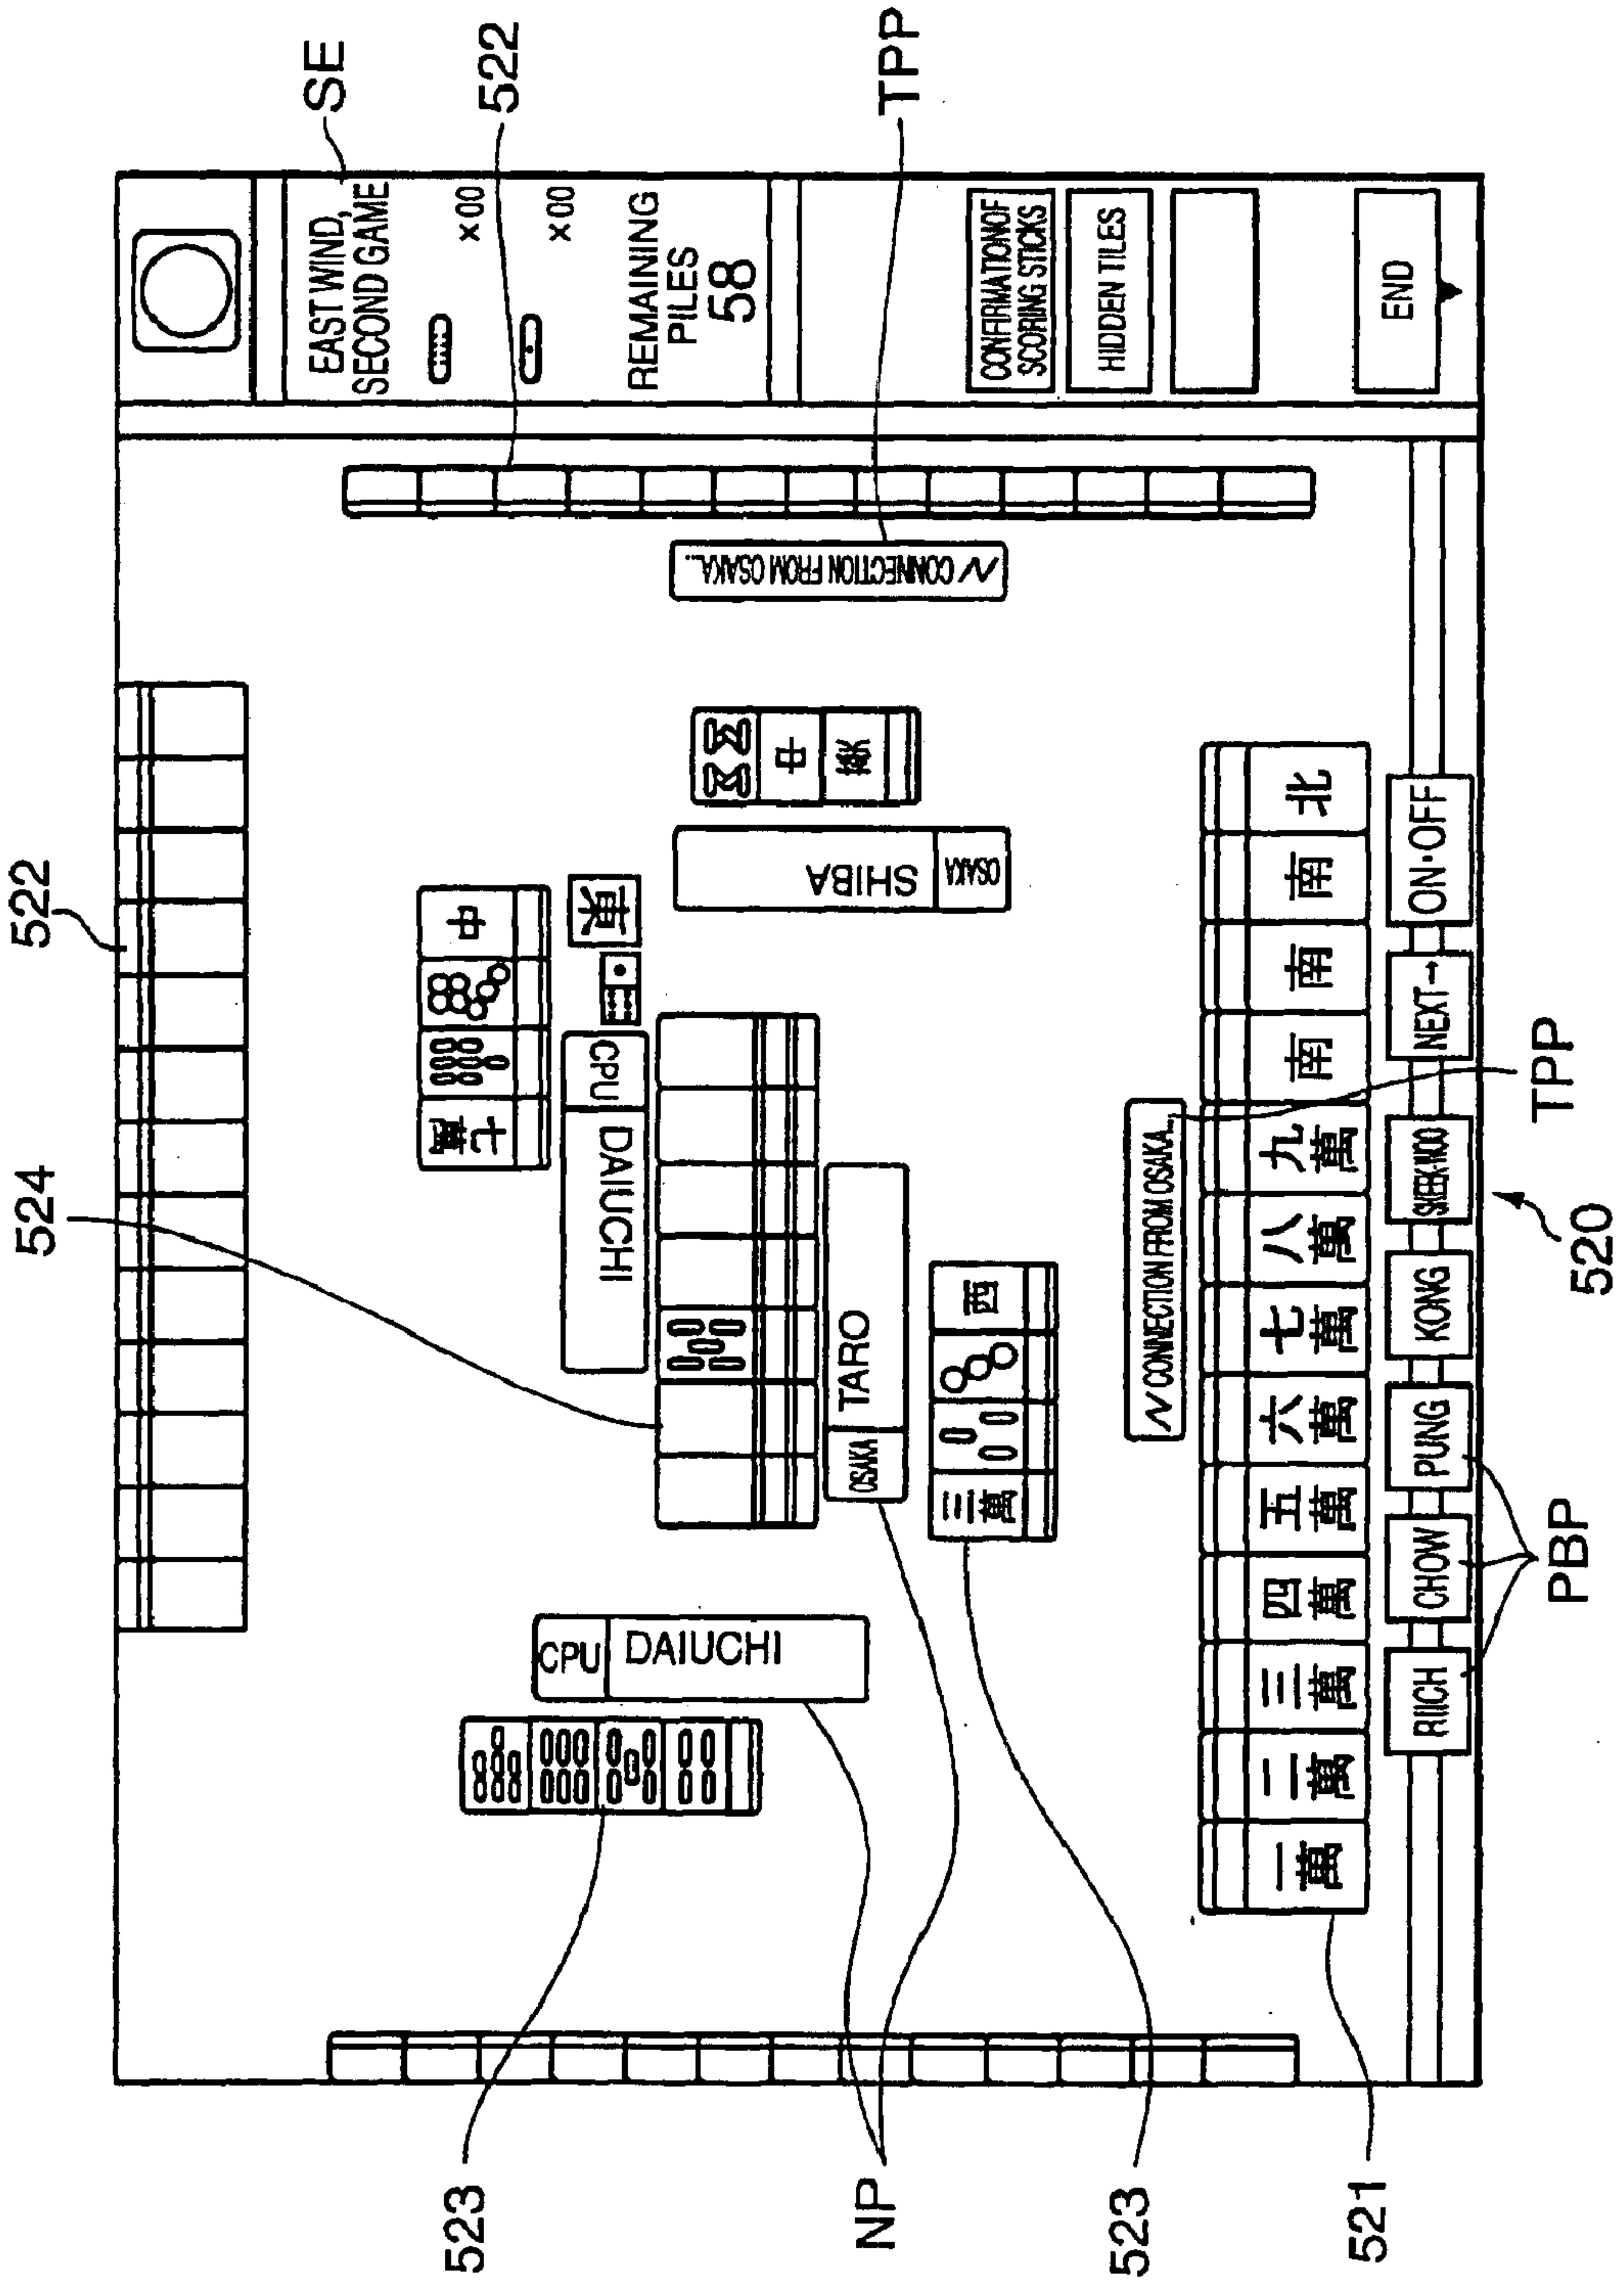 522
524
SE
EAST WIND,
SECOND GAME
×00
×00
REMAINING
PILES
58
522
TPP
CONFIRMATIONOF
SCORING STICKS
HIDDEN TILES
END
CONNECTION FROM OSAKA...
七萬
中
東
中
發
CPU
DAIUCHI
DAIUCHI
CPU
SHIBA
OSAKA
OSAKA
TARO
三萬
西
523
NP
523
CONNECTION FROM OSAKA...
TPP
一萬 二萬 三萬 四萬 五萬 六萬 七萬 八萬 九萬 南 南 南 北
521
RIICH CHOW PUNG KONG NEXT→ ON·OFF
PBP
520